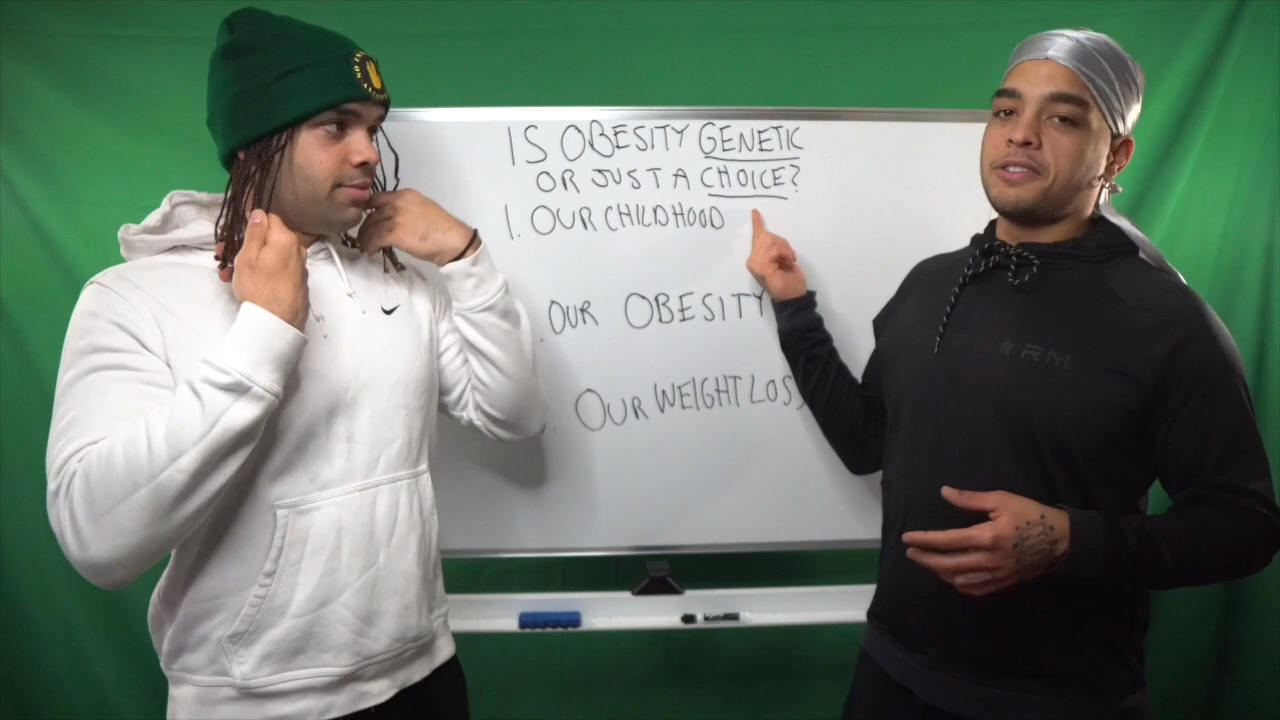 IS OBESITY GENETIC
OR JUST A CHOICE?
1. OUR CHILDHOOD
. OUR OBESITY
. OUR WEIGHT LOSS